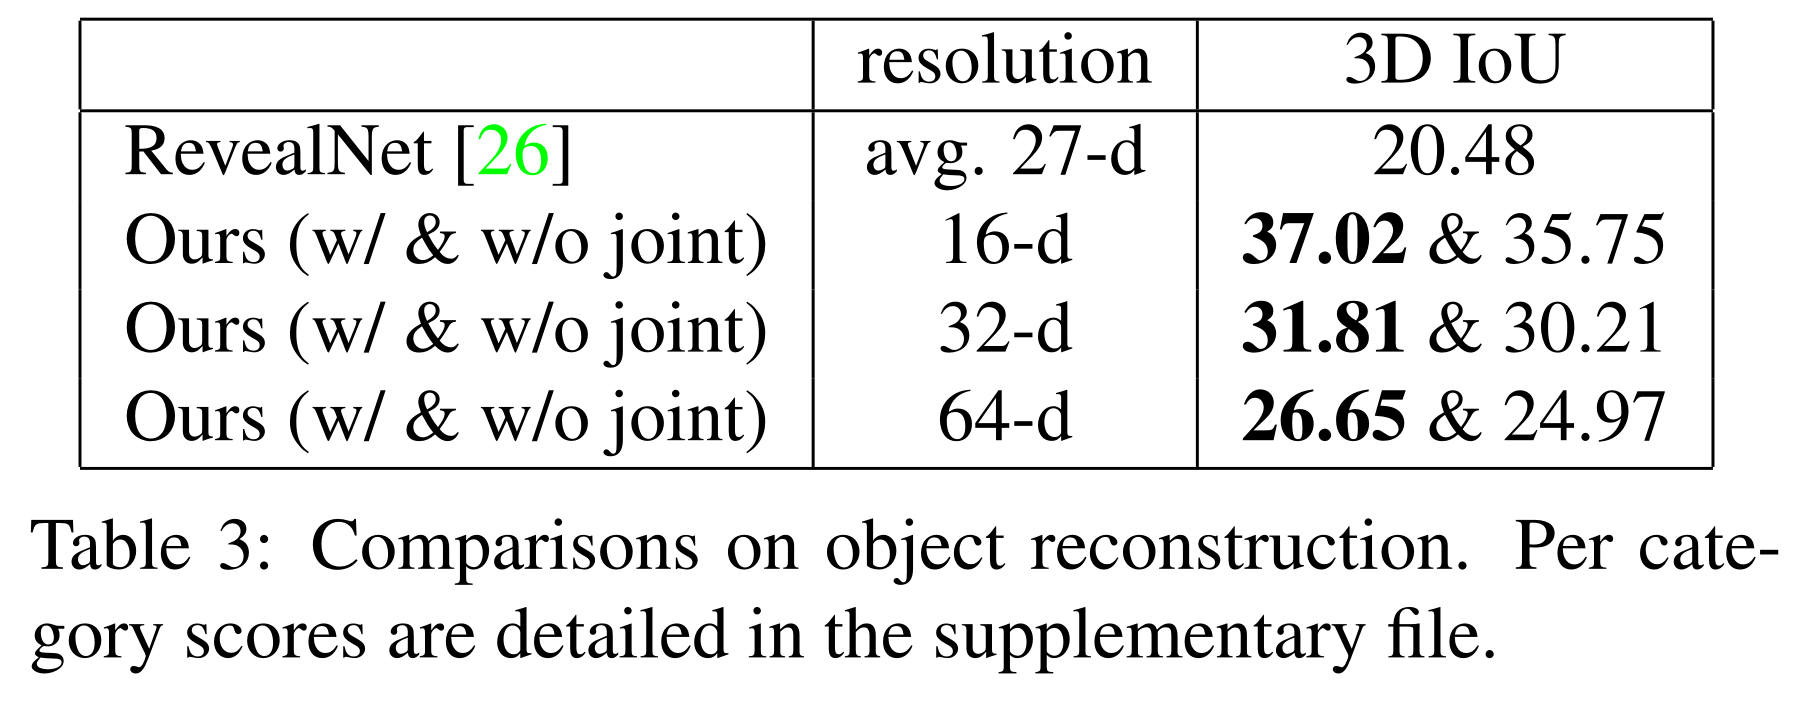 resolution 3D IoU
RevealNet [26] avg. 27-d 20.48
Ours (w/ & w/o joint) 16-d 37.02 & 35.75
Ours (w/ & w/o joint) 32-d 31.81 & 30.21
Ours (w/ & w/o joint) 64-d 26.65 & 24.97
Table 3: Comparisons on object reconstruction. Per cate-
gory scores are detailed in the supplementary file.